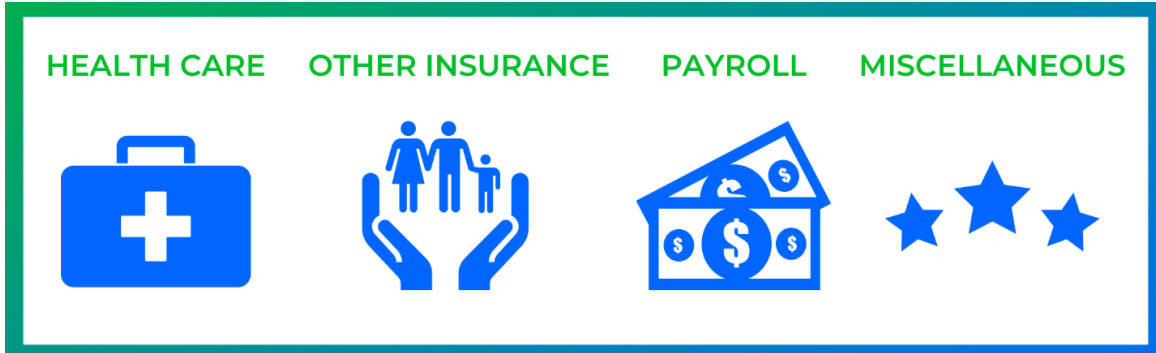 HEALTH CARE OTHER INSURANCE PAYROLL MISCELLANEOUS
$ $
$ $ $